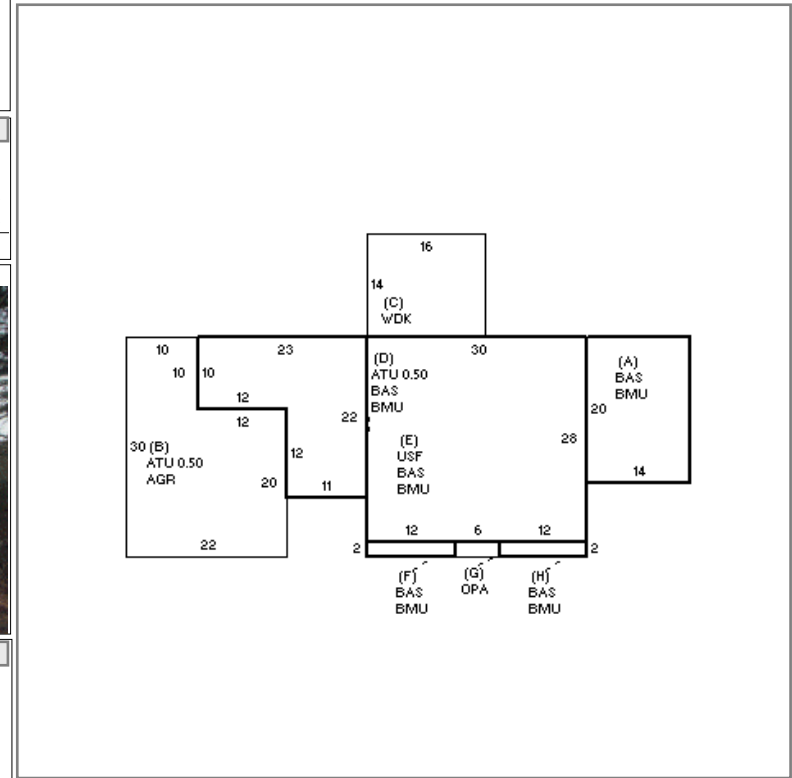 16
14
(C)
WDK
10
23
30
10
10
(D)
ATU 0.50
BAS
BMU
(A)
BAS
BMU
12
12
22
20
30 (B)
ATU 0.50
AGR
12
(E)
USF
BAS
BMU
28
20
11
14
22
12
6
12
2
2
(F)
BAS
BMU
(G)
OPA
(H)
BAS
BMU